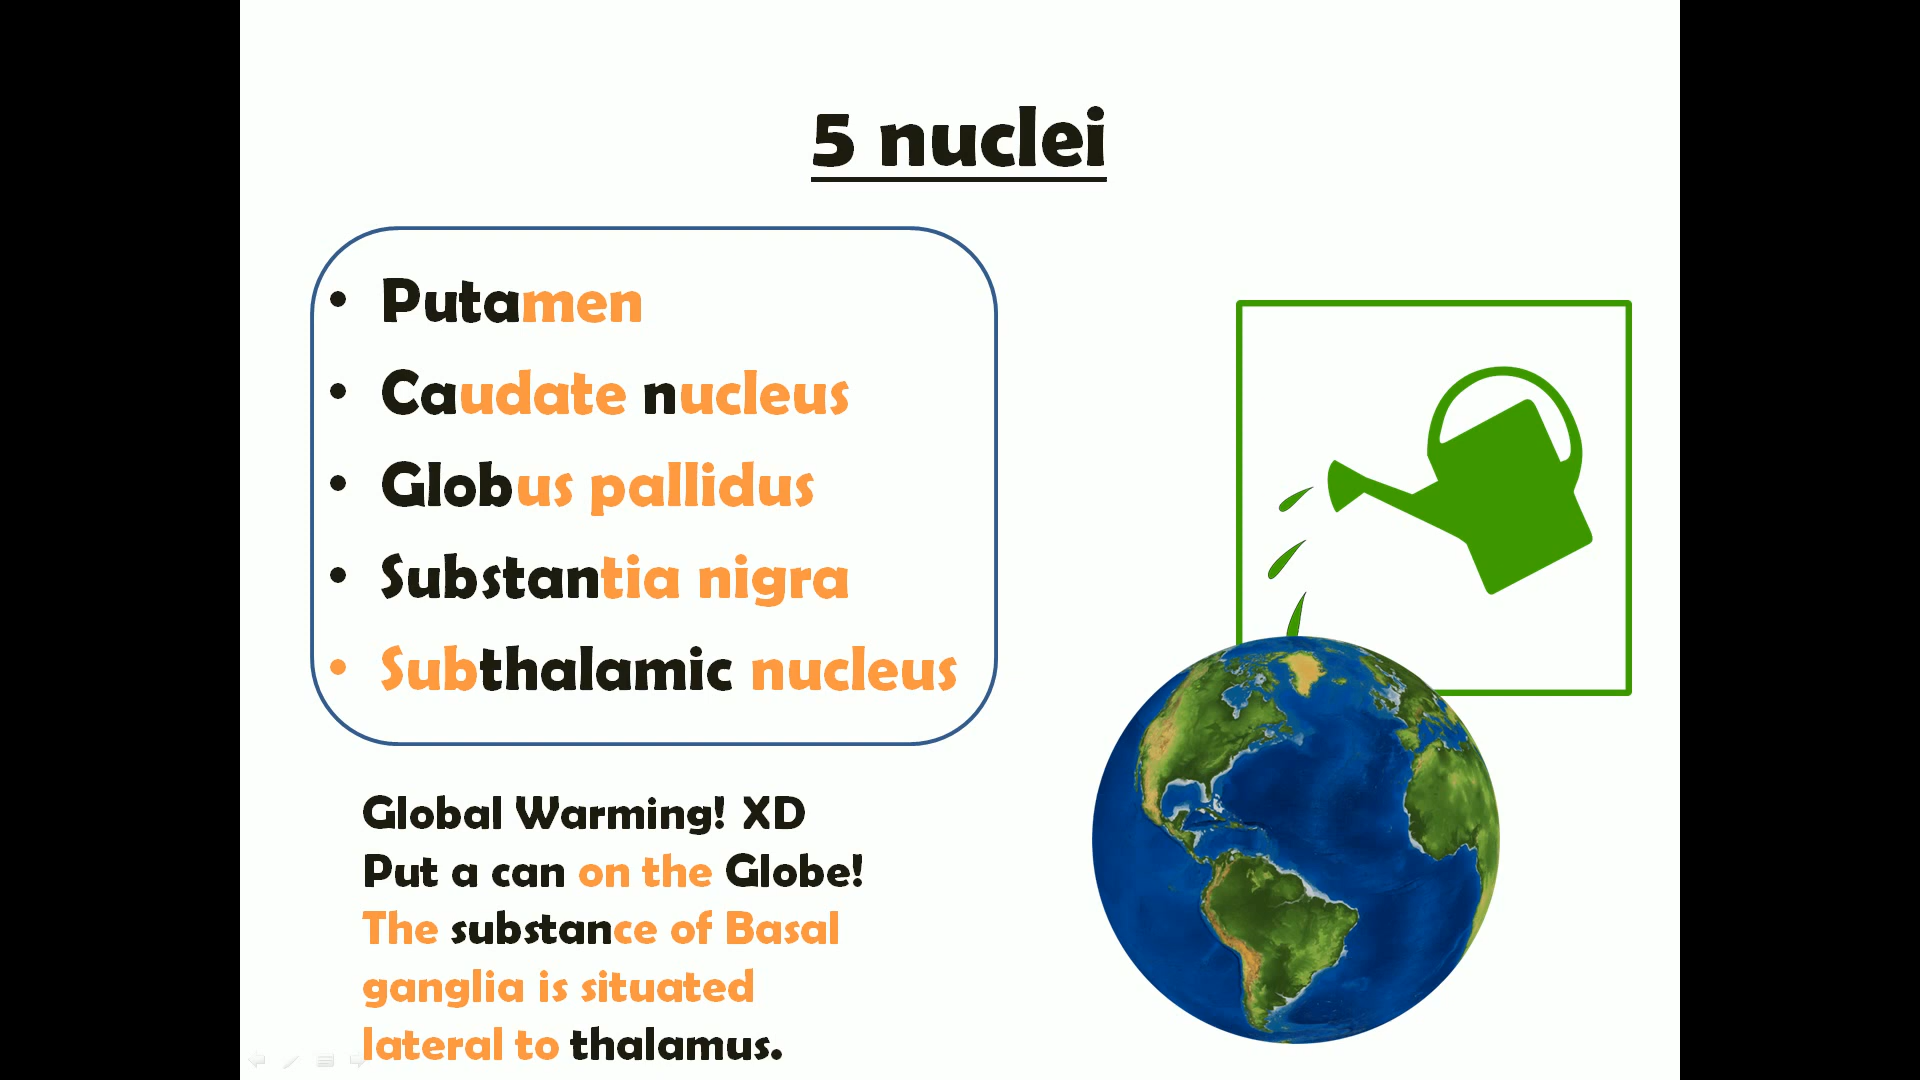 5 nuclei
• Putamen
• Caudate nucleus
• Globus pallidus
• Substantia nigra
• Subthalamic nucleus
Global Warming! XD
Put a can on the Globe!
The substance of Basal
ganglia is situated
lateral to thalamus.